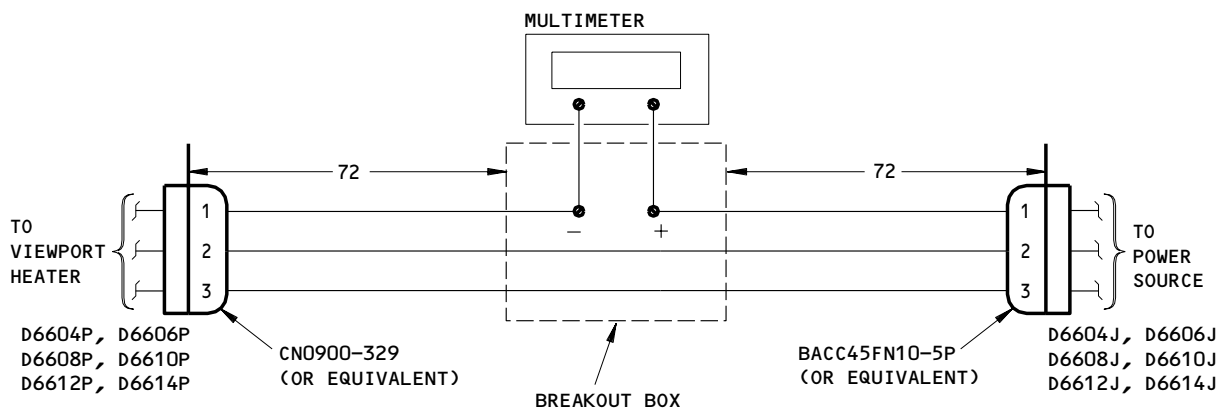 MULTIMETER
72
72
TO
VIEWPORT
HEATER
1
2
3
−
+
1
2
3
TO
POWER
SOURCE
D6604P, D6606P
D6608P, D6610P
D6612P, D6614P
CN0900-329
(OR EQUIVALENT)
BREAKOUT BOX
BACC45FN10-5P
(OR EQUIVALENT)
D6604J, D6606J
D6608J, D6610J
D6612J, D6614J